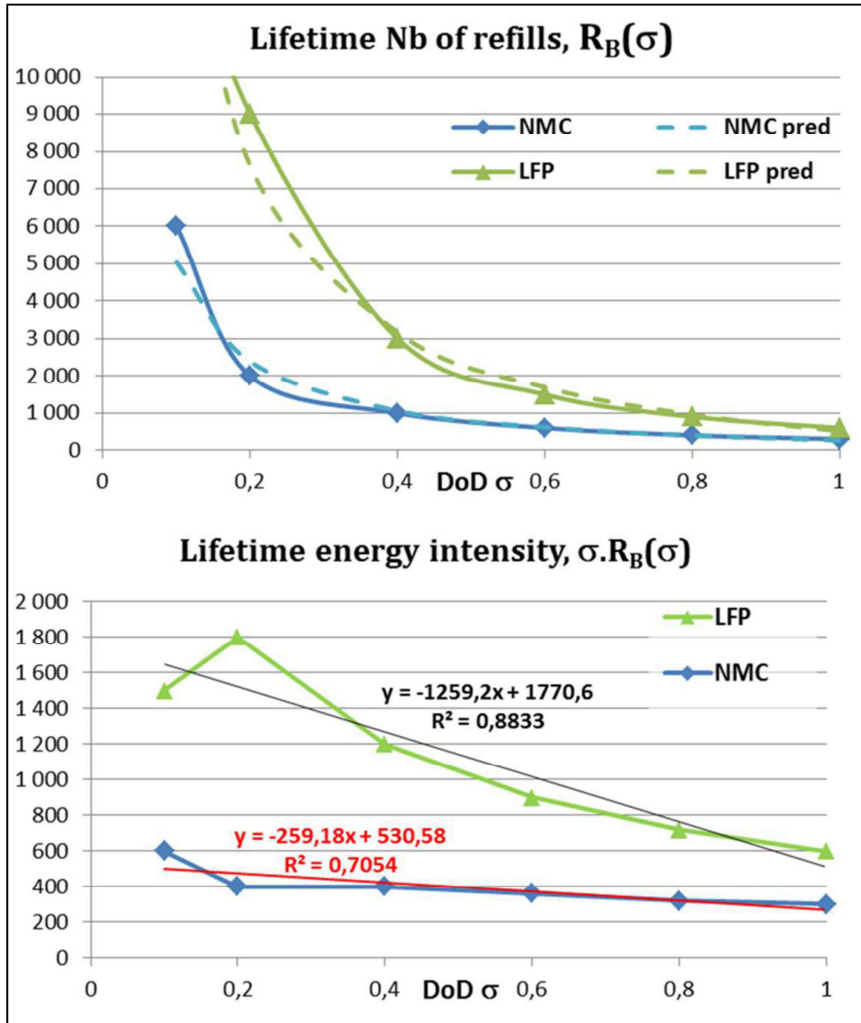 Lifetime Nb of refills, R_B(σ)
10 000
9 000
8 000
7 000
6 000
5 000
4 000
3 000
2 000
1 000
0
NMC
NMC pred
LFP
LFP pred
0
0,2
0,4
0,6
0,8
1
DoD σ
Lifetime energy intensity, σ.R_B(σ)
2 000
1 800
1 600
1 400
1 200
1 000
800
600
400
200
0
LFP
NMC
y = -1259,2x + 1770,6
R² = 0,8833
y = -259,18x + 530,58
R² = 0,7054
0
0,2
0,4
0,6
0,8
1
DoD σ